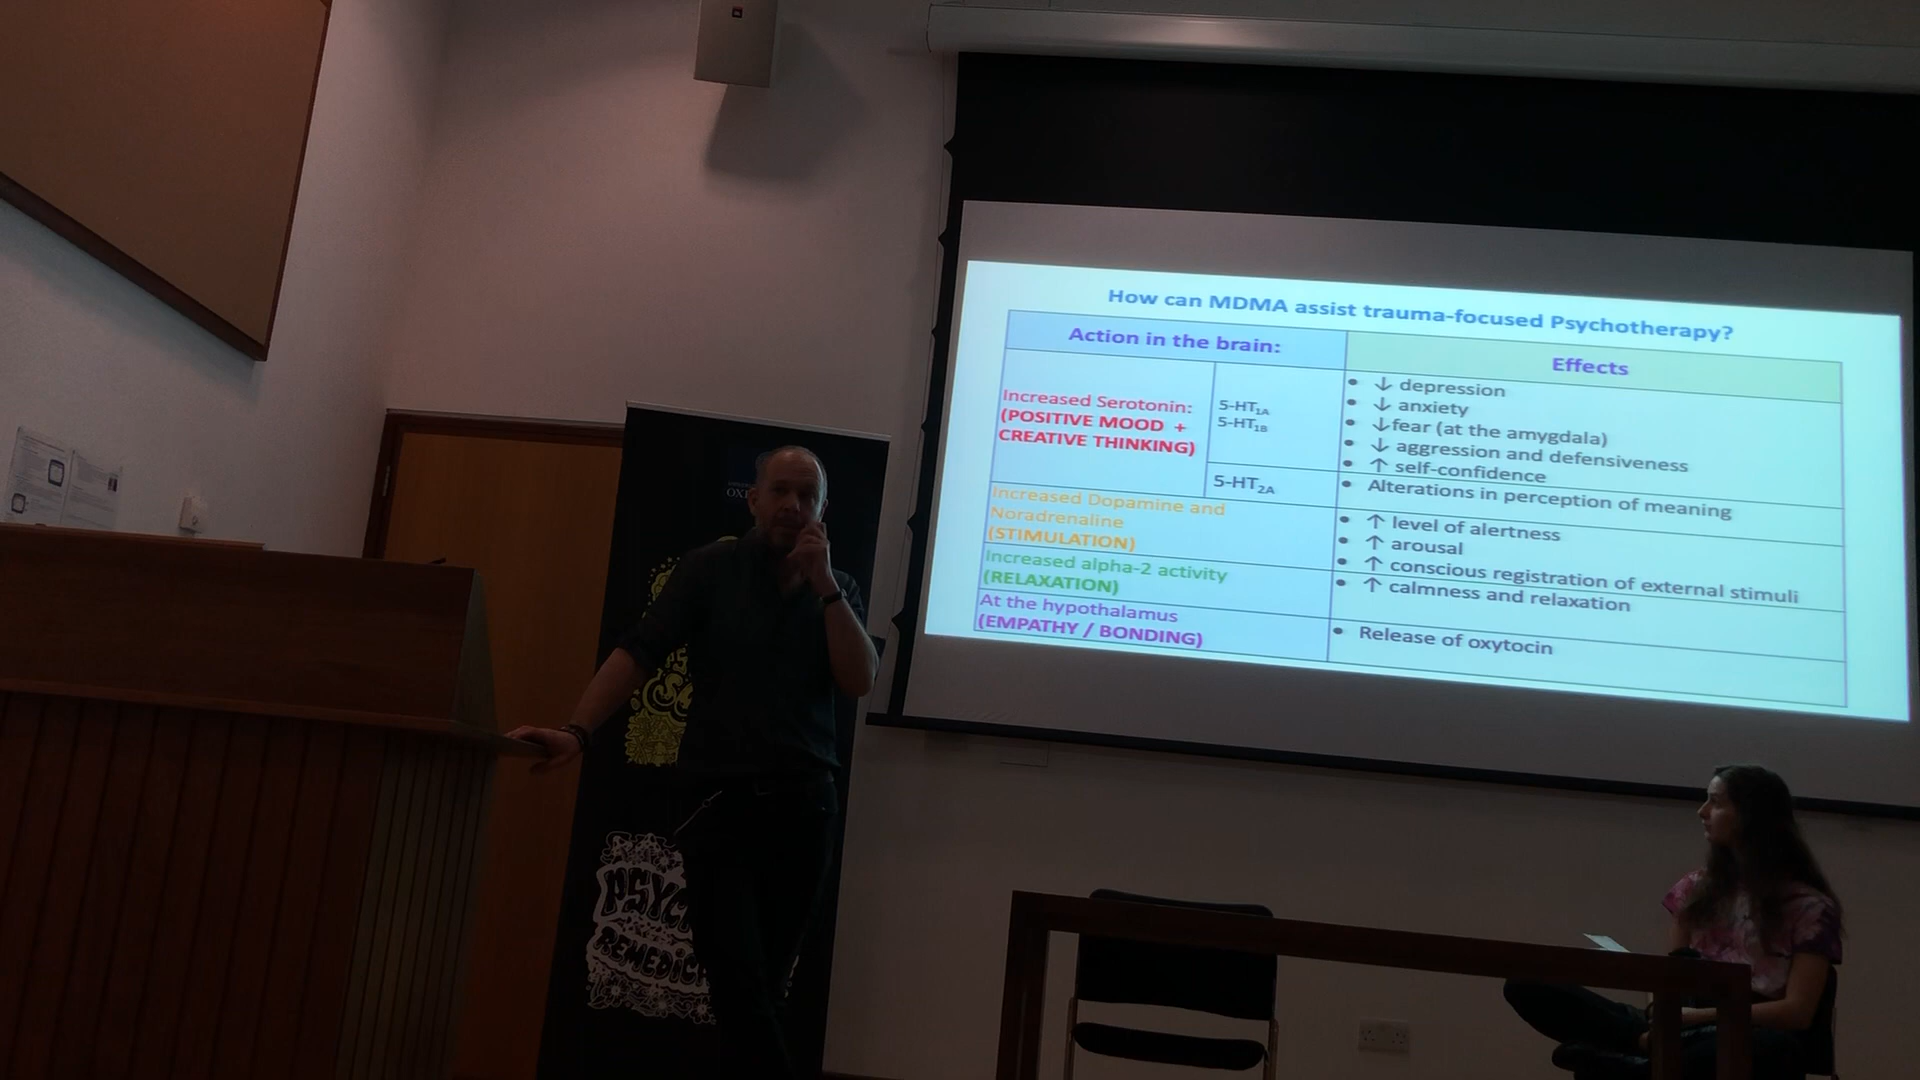 How can MDMA assist trauma-focused Psychotherapy?
Action in the brain:
Effects
Increased Serotonin:
(POSITIVE MOOD +
CREATIVE THINKING)
5-HT1A
5-HT1B
• ↓ depression
• ↓ anxiety
• ↓fear (at the amygdala)
• ↓ aggression and defensiveness
• ↑ self-confidence
5-HT2A
• Alterations in perception of meaning
Increased Dopamine and
Noradrenaline
(STIMULATION)
• ↑ level of alertness
• ↑ arousal
• ↑ conscious registration of external stimuli
Increased alpha-2 activity
(RELAXATION)
• ↑ calmness and relaxation
At the hypothalamus
(EMPATHY / BONDING)
• Release of oxytocin